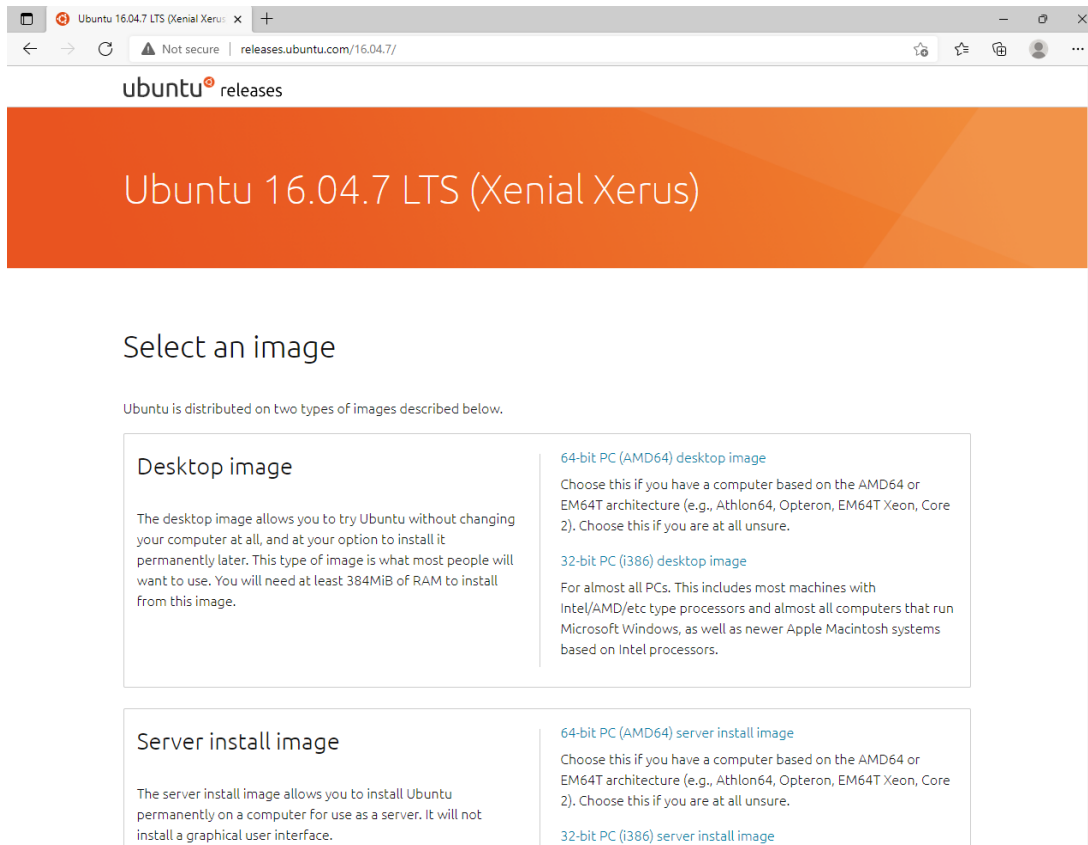 Ubuntu 16.04.7 LTS (Xenial Xerus
Not secure
releases.ubuntu.com/16.04.7/
ubuntu releases
Ubuntu 16.04.7 LTS (Xenial Xerus)
Select an image
Ubuntu is distributed on two types of images described below.
Desktop image
The desktop image allows you to try Ubuntu without changing
your computer at all, and at your option to install it
permanently later. This type of image is what most people will
want to use. You will need at least 384MiB of RAM to install
from this image.
64-bit PC (AMD64) desktop image
Choose this if you have a computer based on the AMD64 or
EM64T architecture (e.g., Athlon64, Opteron, EM64T Xeon, Core
2). Choose this if you are at all unsure.
32-bit PC (i386) desktop image
For almost all PCs. This includes most machines with
Intel/AMD/etc type processors and almost all computers that run
Microsoft Windows, as well as newer Apple Macintosh systems
based on Intel processors.
Server install image
The server install image allows you to install Ubuntu
permanently on a computer for use as a server. It will not
install a graphical user interface.
64-bit PC (AMD64) server install image
Choose this if you have a computer based on the AMD64 or
EM64T architecture (e.g., Athlon64, Opteron, EM64T Xeon, Core
2). Choose this if you are at all unsure.
32-bit PC (i386) server install image